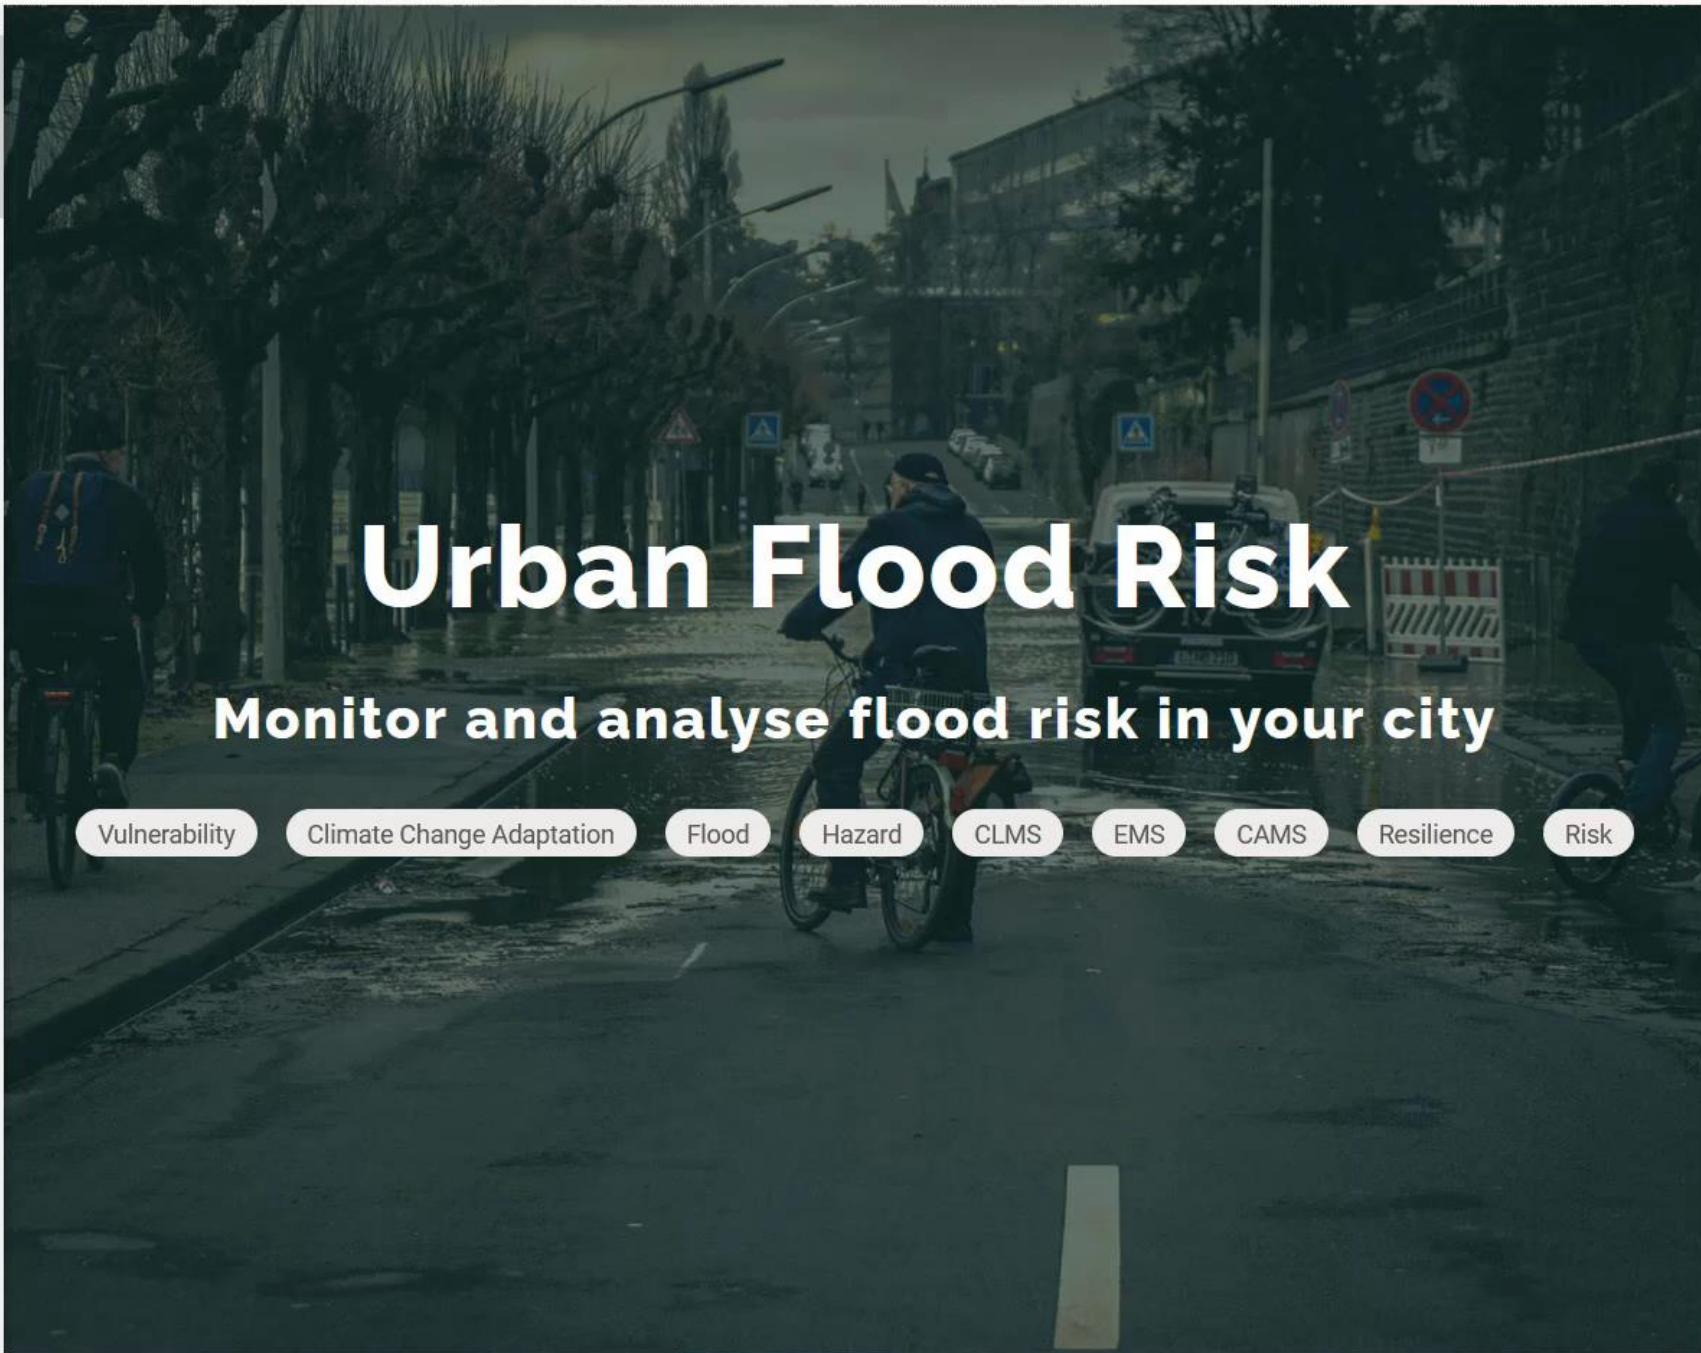 Urban Flood Risk
Monitor and analyse flood risk in your city
Vulnerability Climate Change Adaptation Flood Hazard CLMS EMS CAMS Resilience Risk